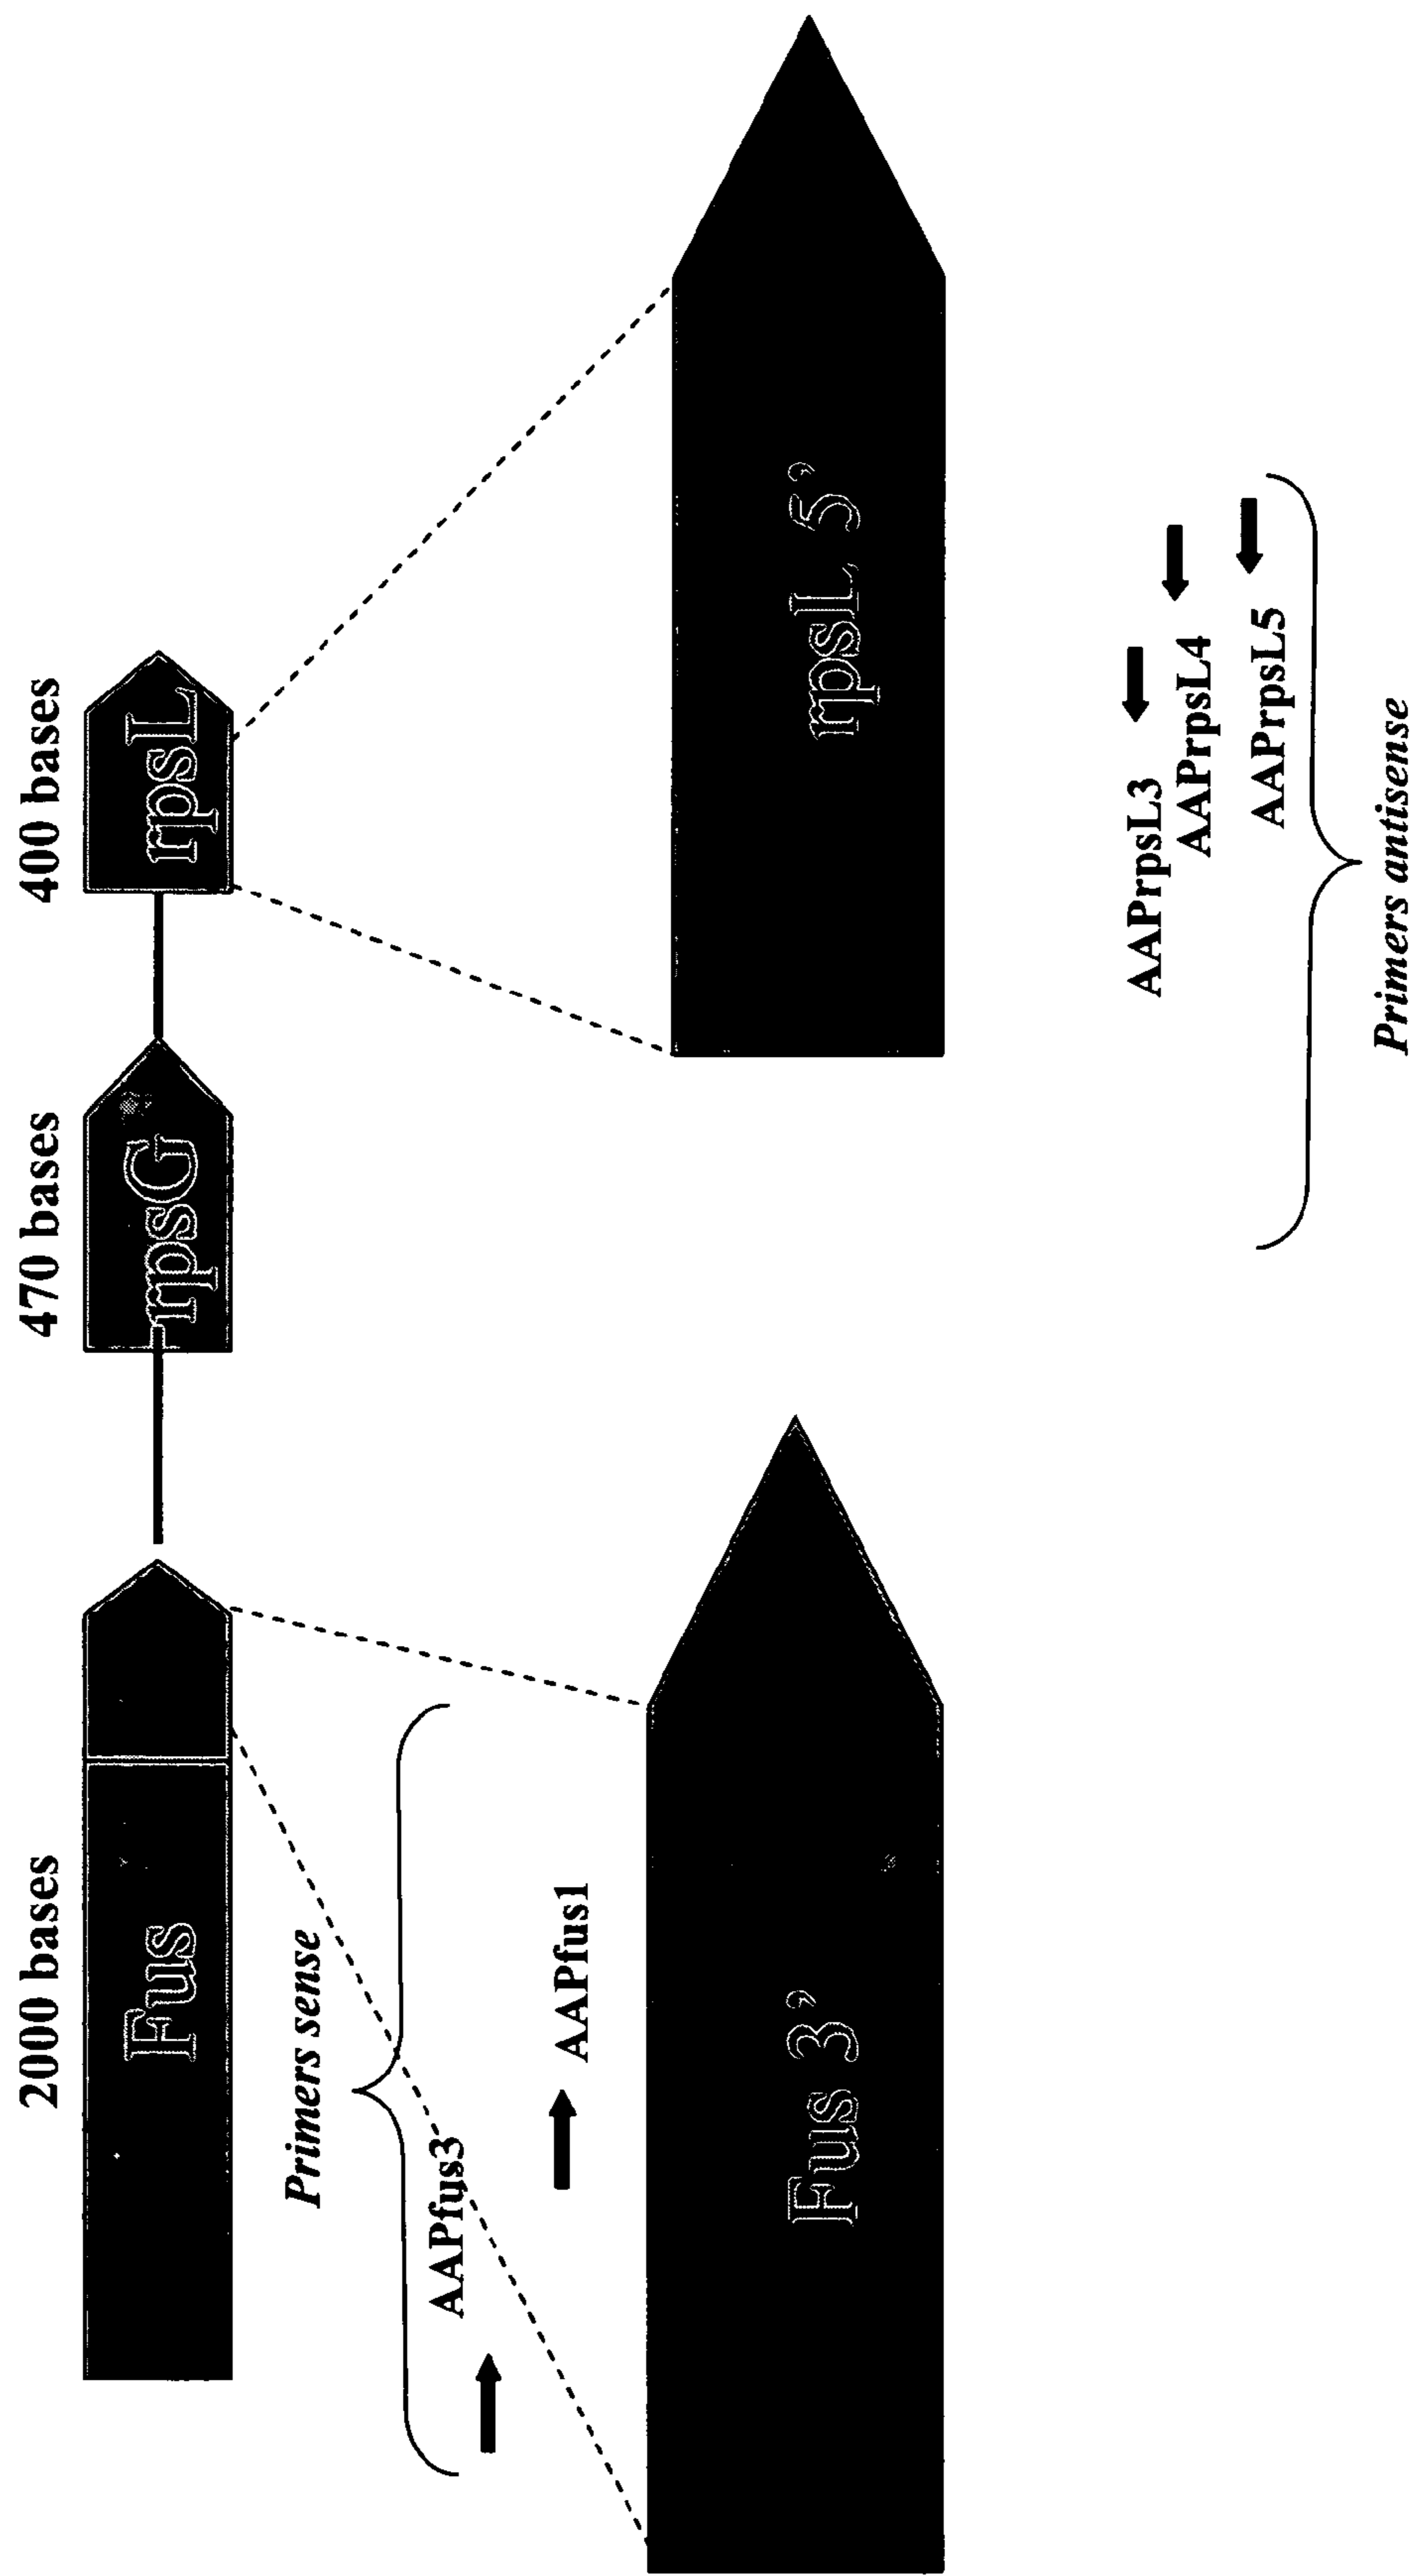 2000 bases
470 bases
400 bases
Fus
rpsG
rpsL
Primers sense
AAPfus3
AAPfus1
Fus 3’
rpsL 5’
AAPrpsL3
AAPrpsL4
AAPrpsL5
Primers antisense